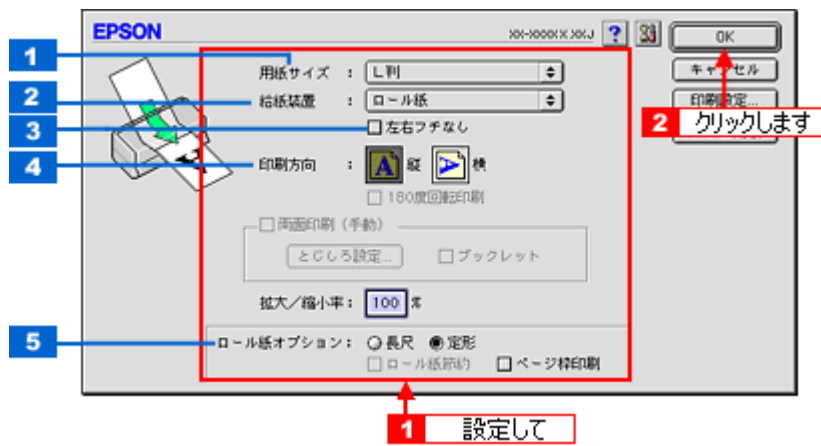 EPSON
XX-XXXX X.XXJ
?
OK
1
用紙サイズ : L判
キャンセル
2
給紙装置 : ロール紙
印刷設定...
3
左右フチなし
2 クリックします
4
印刷方向 : 縦 横
180度回転印刷
両面印刷（手動）
とじしろ設定... ブックレット
拡大／縮小率： 100 %
5
ロール紙オプション： 長尺 定形
ロール紙節約 ページ枠印刷
1 設定して